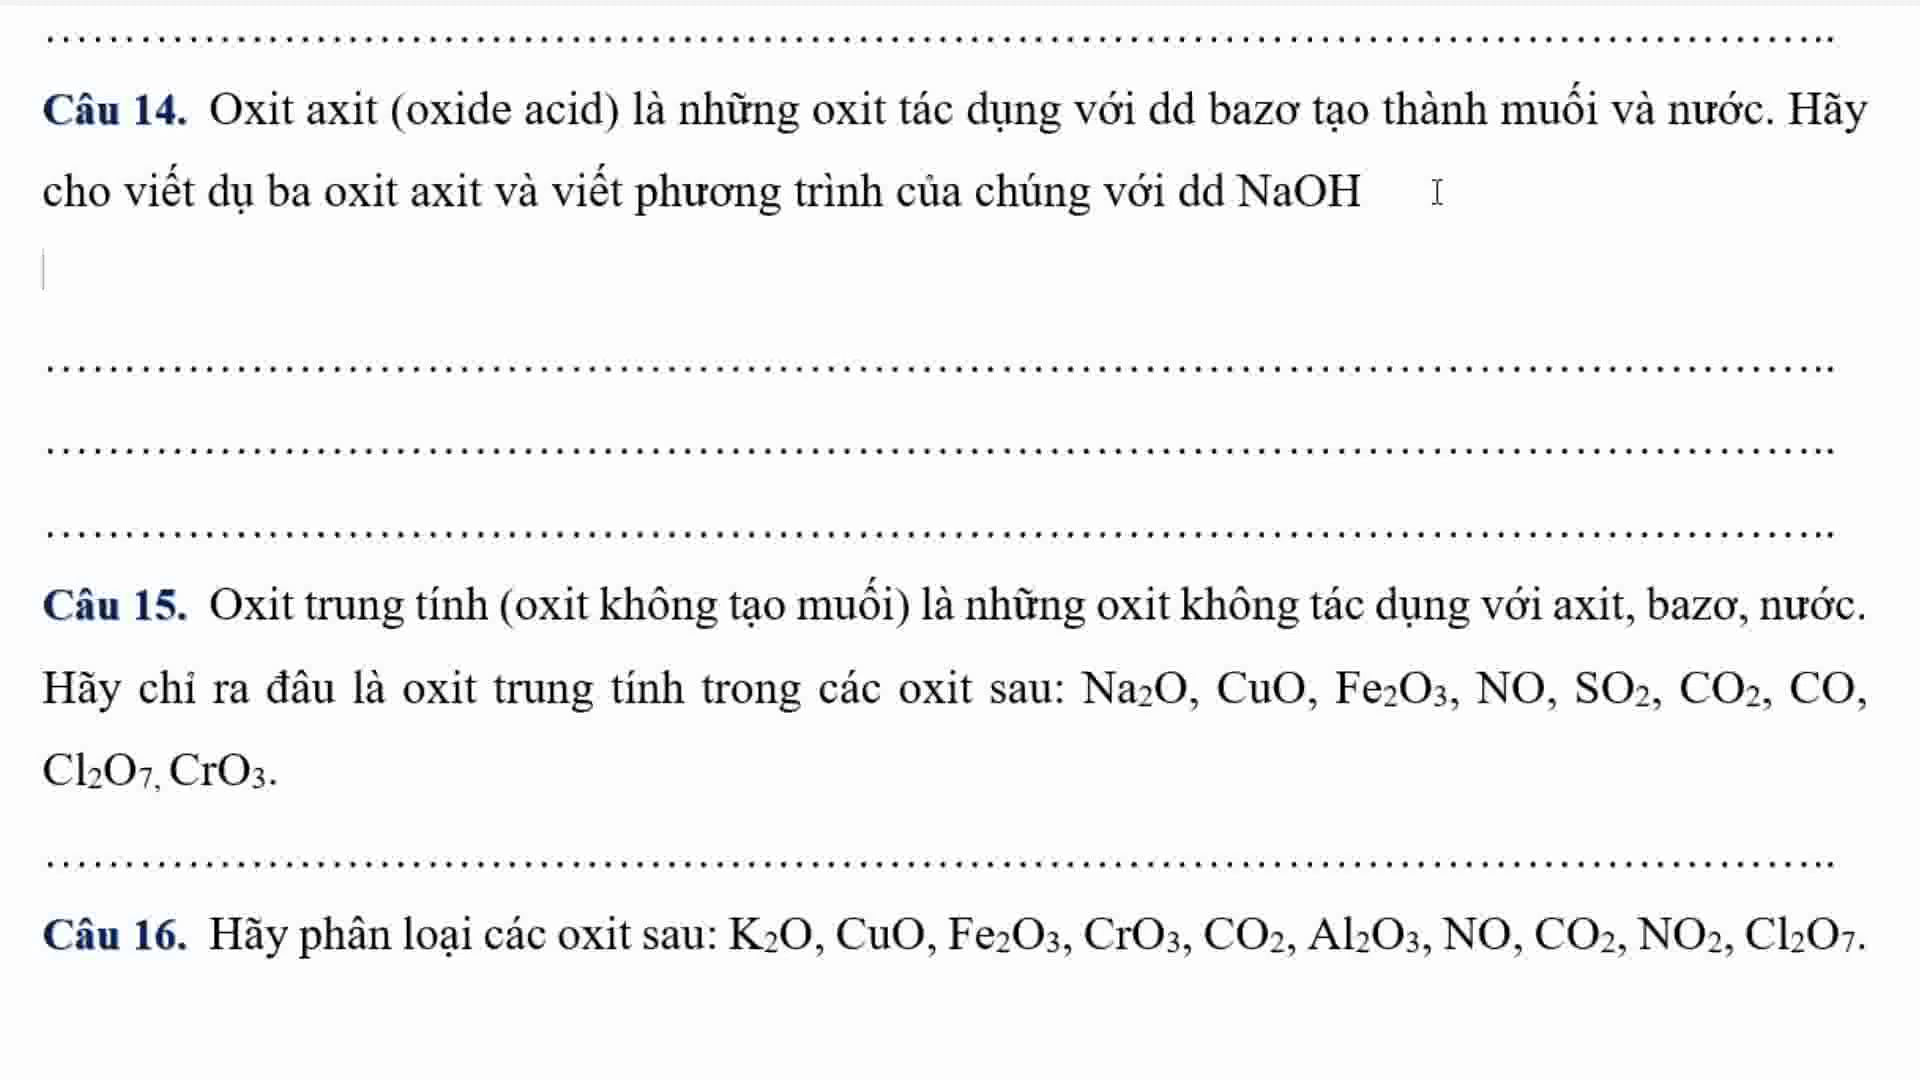 Câu 14. Oxit axit (oxide acid) là những oxit tác dụng với dd bazơ tạo thành muối và nước. Hãy
cho viết dụ ba oxit axit và viết phương trình của chúng với dd NaOH
Câu 15. Oxit trung tính (oxit không tạo muối) là những oxit không tác dụng với axit, bazơ, nước.
Hãy chỉ ra đâu là oxit trung tính trong các oxit sau: Na₂O, CuO, Fe₂O₃, NO, SO₂, CO₂, CO,
Cl₂O₇, CrO₃.
Câu 16. Hãy phân loại các oxit sau: K₂O, CuO, Fe₂O₃, CrO₃, CO₂, Al₂O₃, NO, CO₂, NO₂, Cl₂O₇.